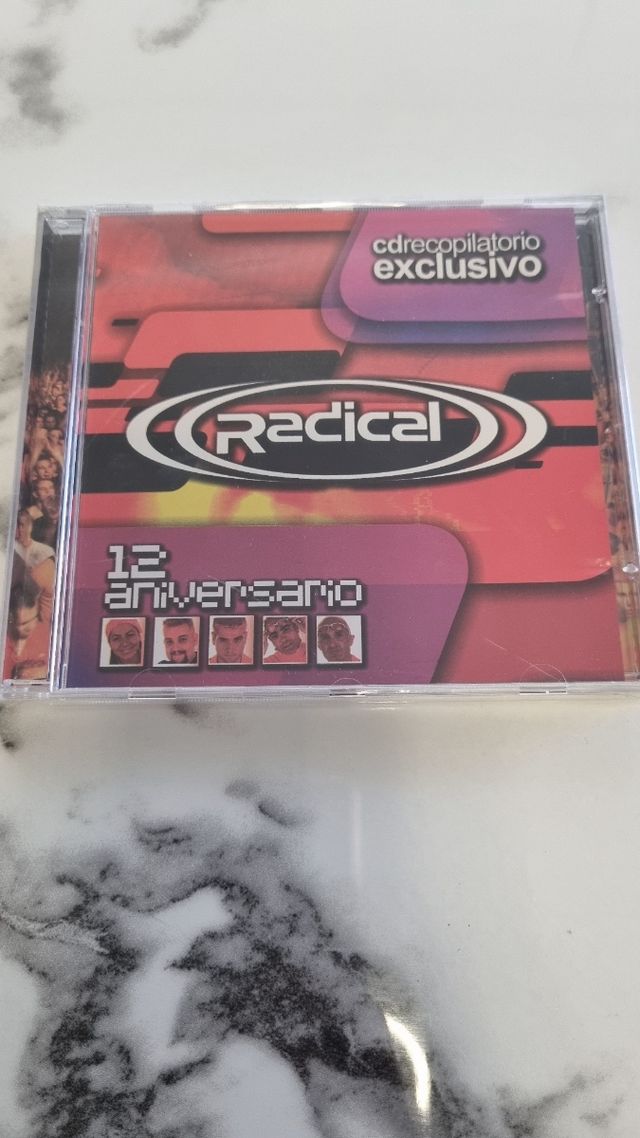 cdrecopilatorio
exclusivo
Radical
12
aniversario